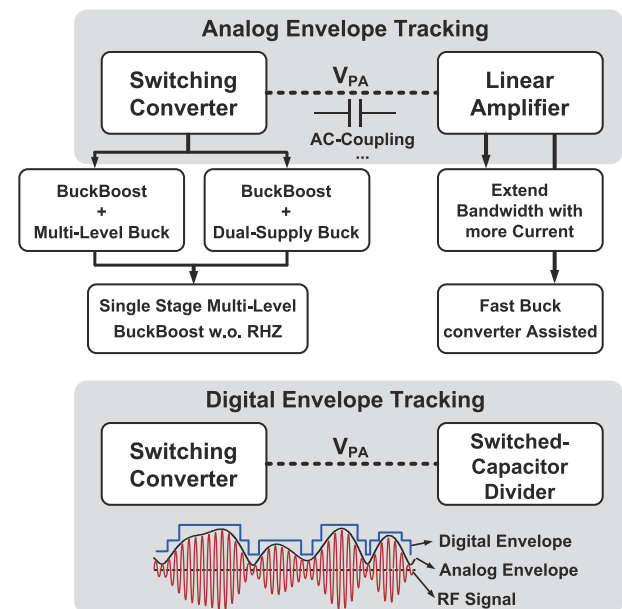 Analog Envelope Tracking
Switching
Converter
VPA
AC-Coupling
...
Linear
Amplifier
BuckBoost
+
Multi-Level Buck
BuckBoost
+
Dual-Supply Buck
Extend
Bandwidth with
more Current
Single Stage Multi-Level
BuckBoost w.o. RHZ
Fast Buck
converter Assisted
Digital Envelope Tracking
Switching
Converter
VPA
Switched-
Capacitor
Divider
Digital Envelope
Analog Envelope
RF Signal